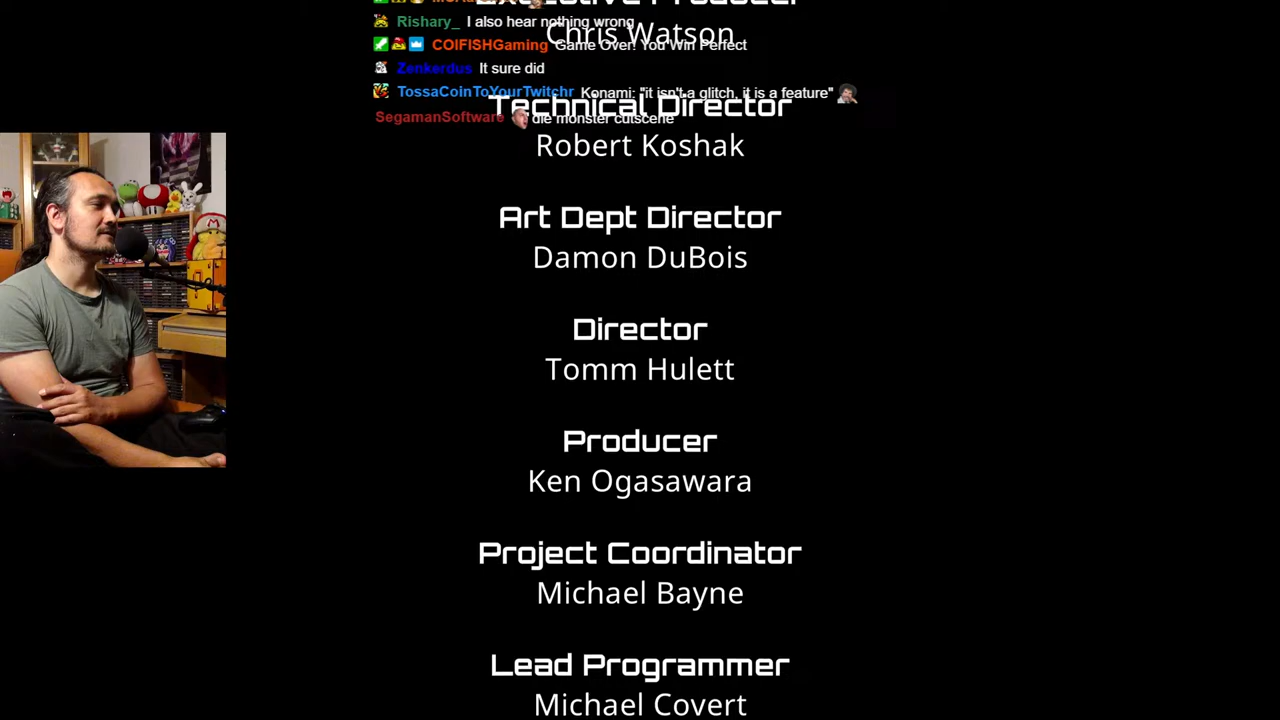 Executive Producer
Rishary_ I also hear nothing wrong
Chris Watson
COIFISHGaming Game Over! You Win Perfect
Zenkerdus It sure did
TossaCoinToYourTwitchr Konami: "it isn't a glitch, it is a feature"
Technical Director
SegamanSoftware die monster cutscene
Robert Koshak
Art Dept Director
Damon DuBois
Director
Tomm Hulett
Producer
Ken Ogasawara
Project Coordinator
Michael Bayne
Lead Programmer
Michael Covert